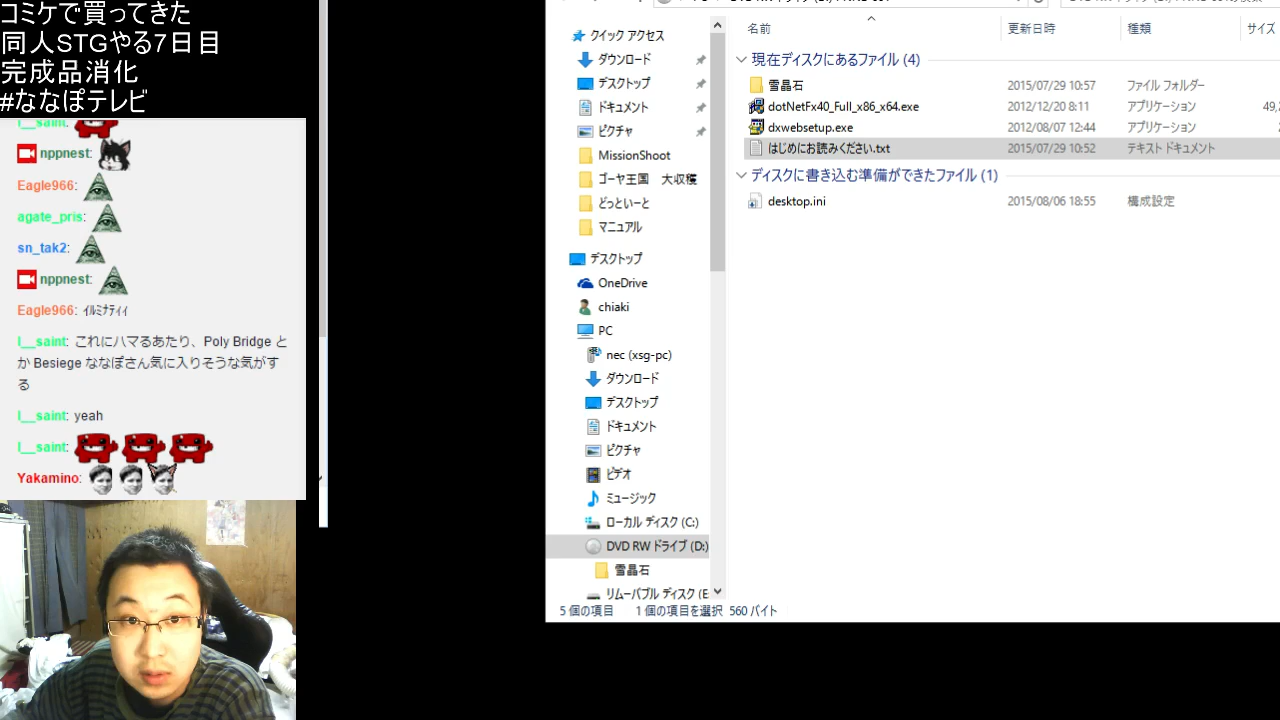 コミケで買ってきた
同人STGやる7日目
完成品消化
#ななぽテレビ
l__saint:
nppnest:
Eagle966:
agate_pris:
sn_tak2:
nppnest:
Eagle966: ｲﾙﾐﾅﾃｨｨ
l__saint: これにハマるあたり、Poly Bridge と
か Besiege ななぽさん気に入りそうな気がす
る
l__saint: yeah
l__saint:
Yakamino:
クイック アクセス
ダウンロード
デスクトップ
ドキュメント
ピクチャ
MissionShoot
ゴーヤ王国　大収穫
どっといーと
マニュアル
デスクトップ
OneDrive
chiaki
PC
nec (xsg-pc)
ダウンロード
デスクトップ
ドキュメント
ピクチャ
ビデオ
ミュージック
ローカル ディスク (C:)
DVD RW ドライブ (D:)
雪晶石
リムーバブル ディスク (E
5 個の項目 1 個の項目を選択 560 バイト
名前 更新日時 種類 サイズ
現在ディスクにあるファイル (4)
雪晶石 2015/07/29 10:57 ファイル フォルダー
dotNetFx40_Full_x86_x64.exe 2012/12/20 8:11 アプリケーション 49,
dxwebsetup.exe 2012/08/07 12:44 アプリケーション
はじめにお読みください.txt 2015/07/29 10:52 テキスト ドキュメント
ディスクに書き込む準備ができたファイル (1)
desktop.ini 2015/08/06 18:55 構成設定